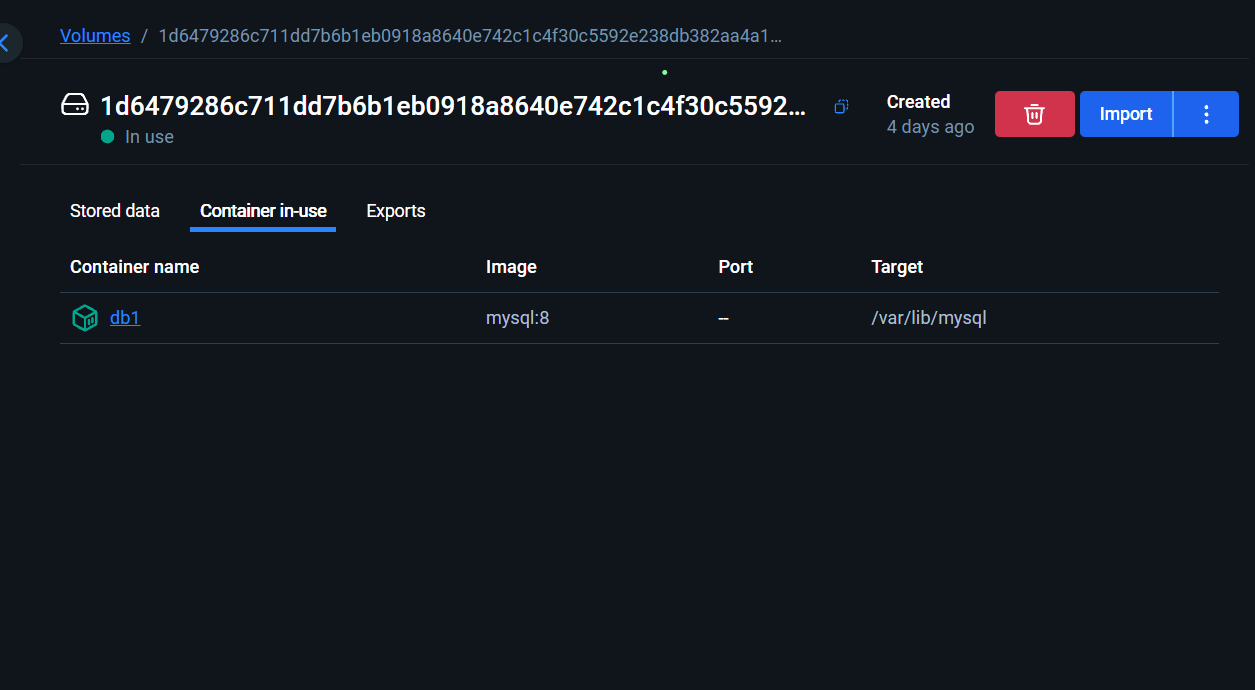 Volumes / 1d6479286c711dd7b6b1eb0918a8640e742c1c4f30c5592e238db382aa4a1...
1d6479286c711dd7b6b1eb0918a8640e742c1c4f30c5592...
In use
Created
4 days ago
Import
Stored data Container in-use Exports
Container name Image Port Target
db1 mysql:8 -- /var/lib/mysql